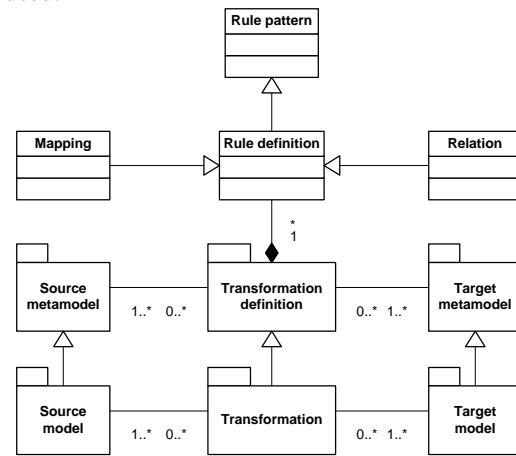 Rule pattern
Mapping
Rule definition
Relation
*
1
Source
metamodel
Transformation
definition
Target
metamodel
1..* 0..*
0..* 1..*
Source
model
Transformation
Target
model
1..* 0..*
0..* 1..*